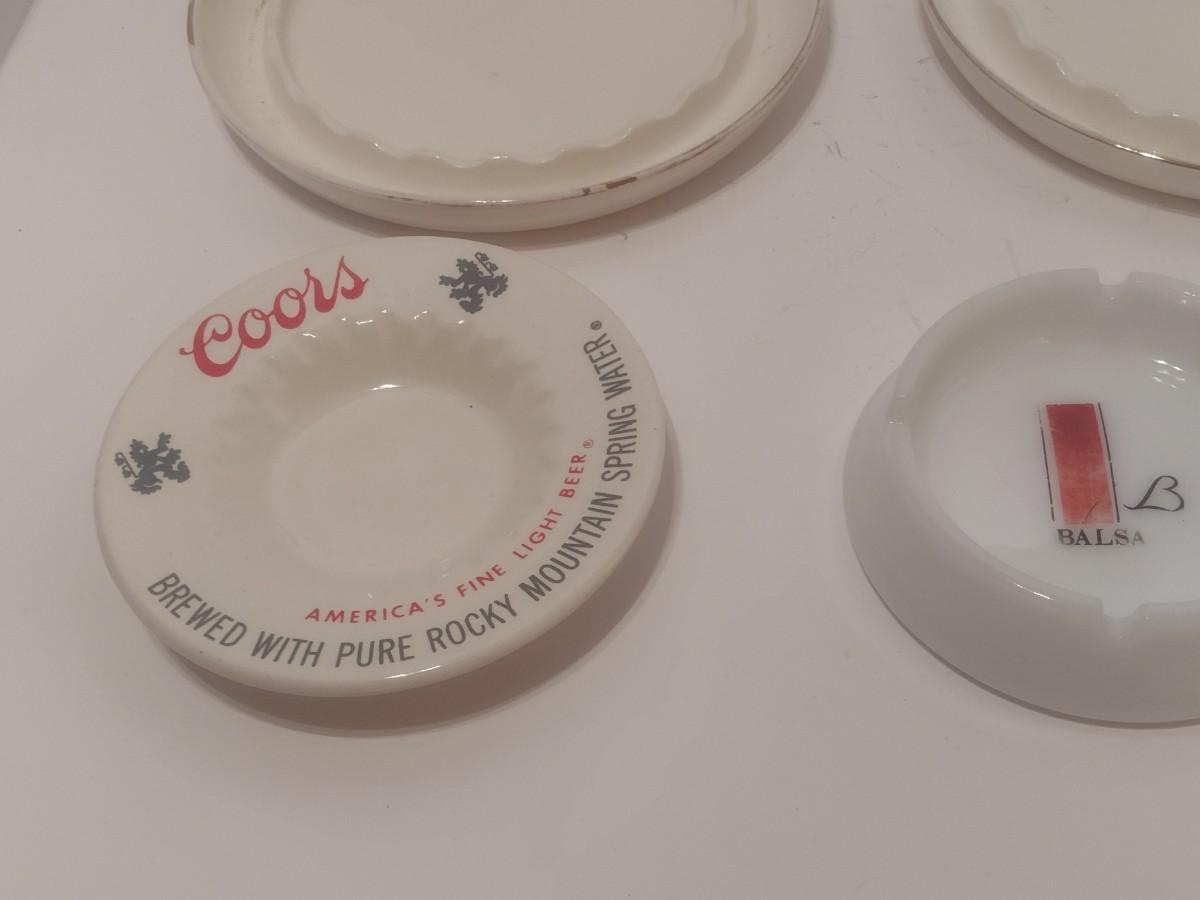 Coors
AMERICA'S FINE LIGHT BEER®
BREWED WITH PURE ROCKY MOUNTAIN SPRING WATER®
B
BALSA